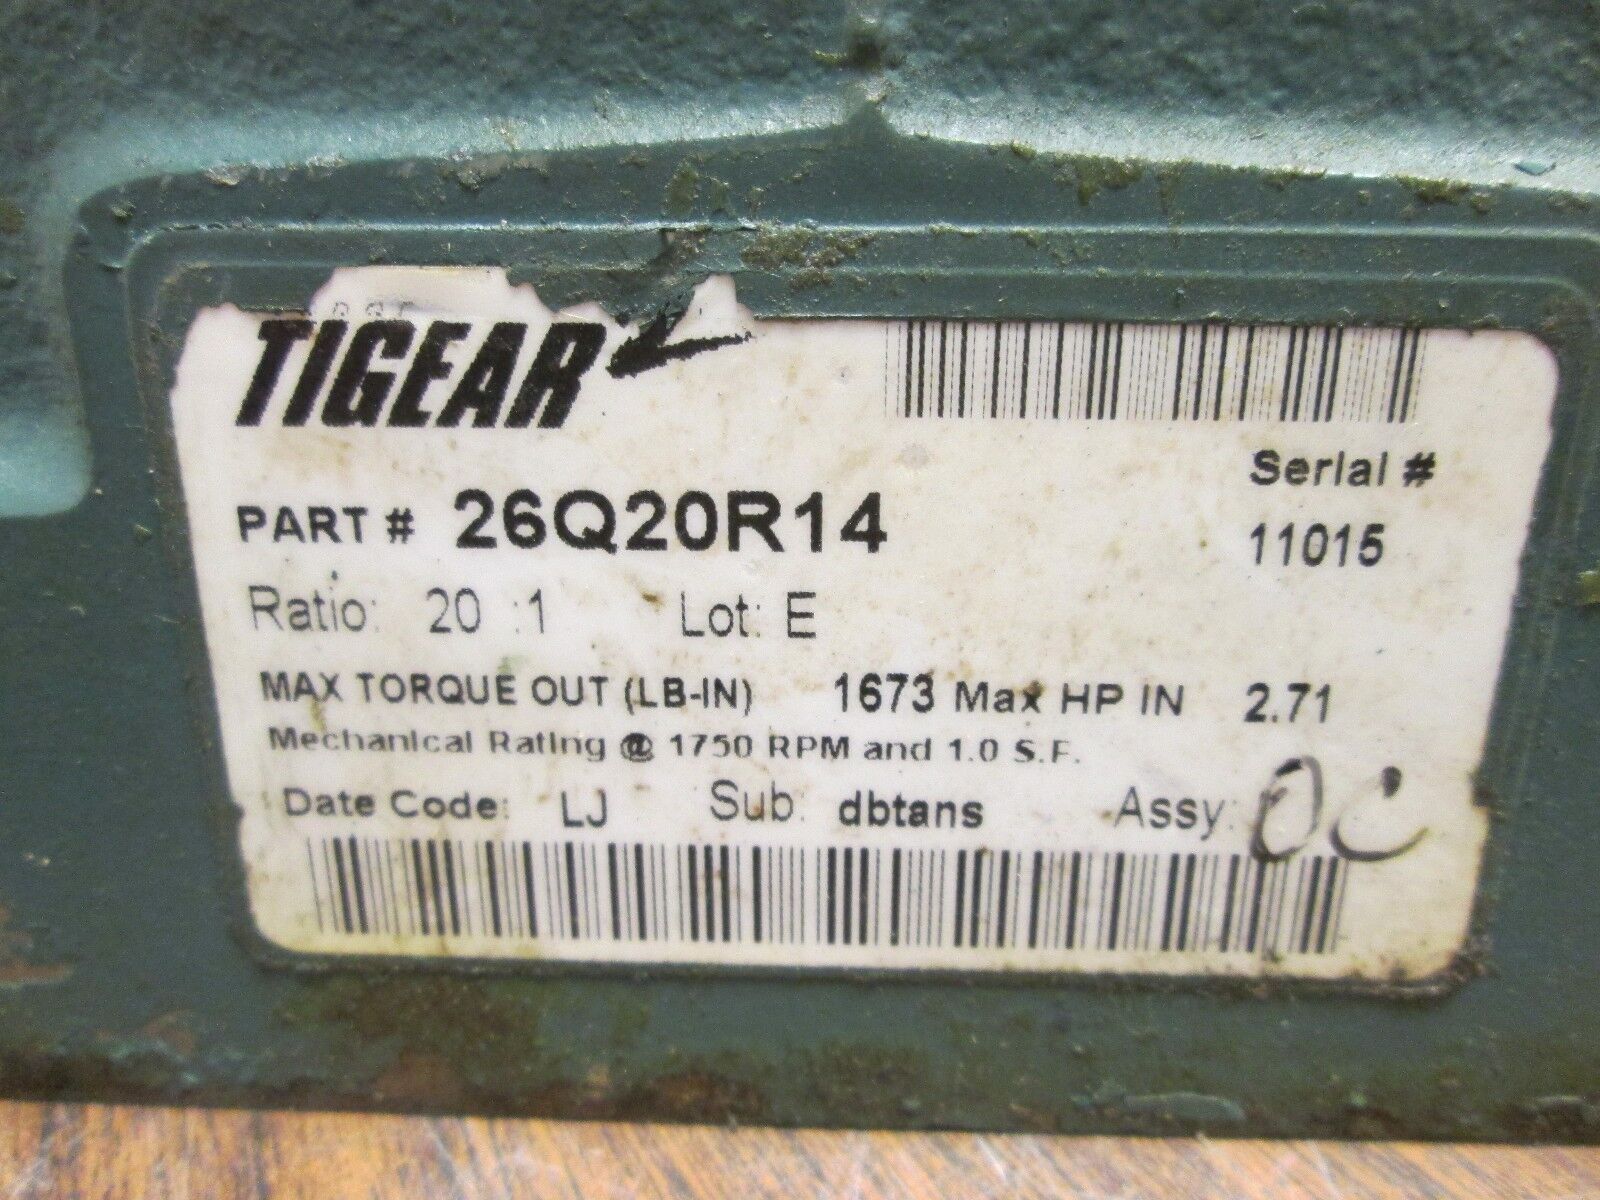 TIGEAR
Serial #
PART # 26Q20R14
11015
Ratio: 20 :1 Lot: E
MAX TORQUE OUT (LB-IN) 1673 Max HP IN 2.71
Mechanical Rating @ 1750 RPM and 1.0 S.F.
Date Code: LJ Sub: dbtans Assy: OC